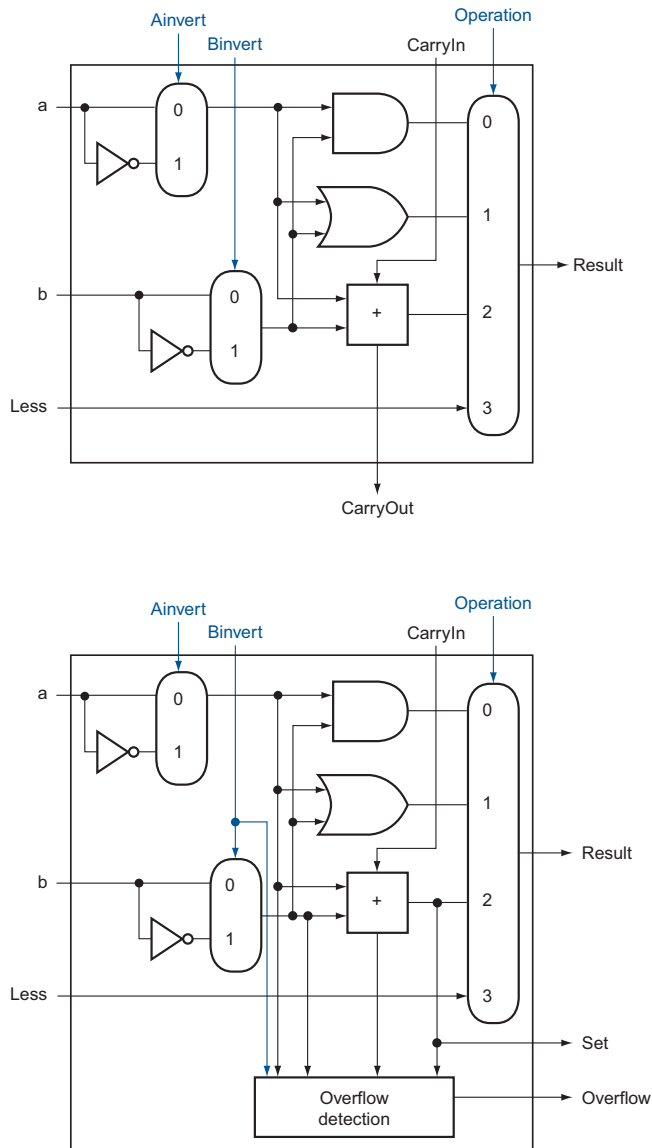 Ainvert
Binvert
CarryIn
Operation
a
0
1
0
1
b
0
1
+
2
Result
Less
3
CarryOut
Ainvert
Binvert
CarryIn
Operation
a
0
1
0
1
b
0
1
+
2
Result
Less
3
Set
Overflow
detection
Overflow